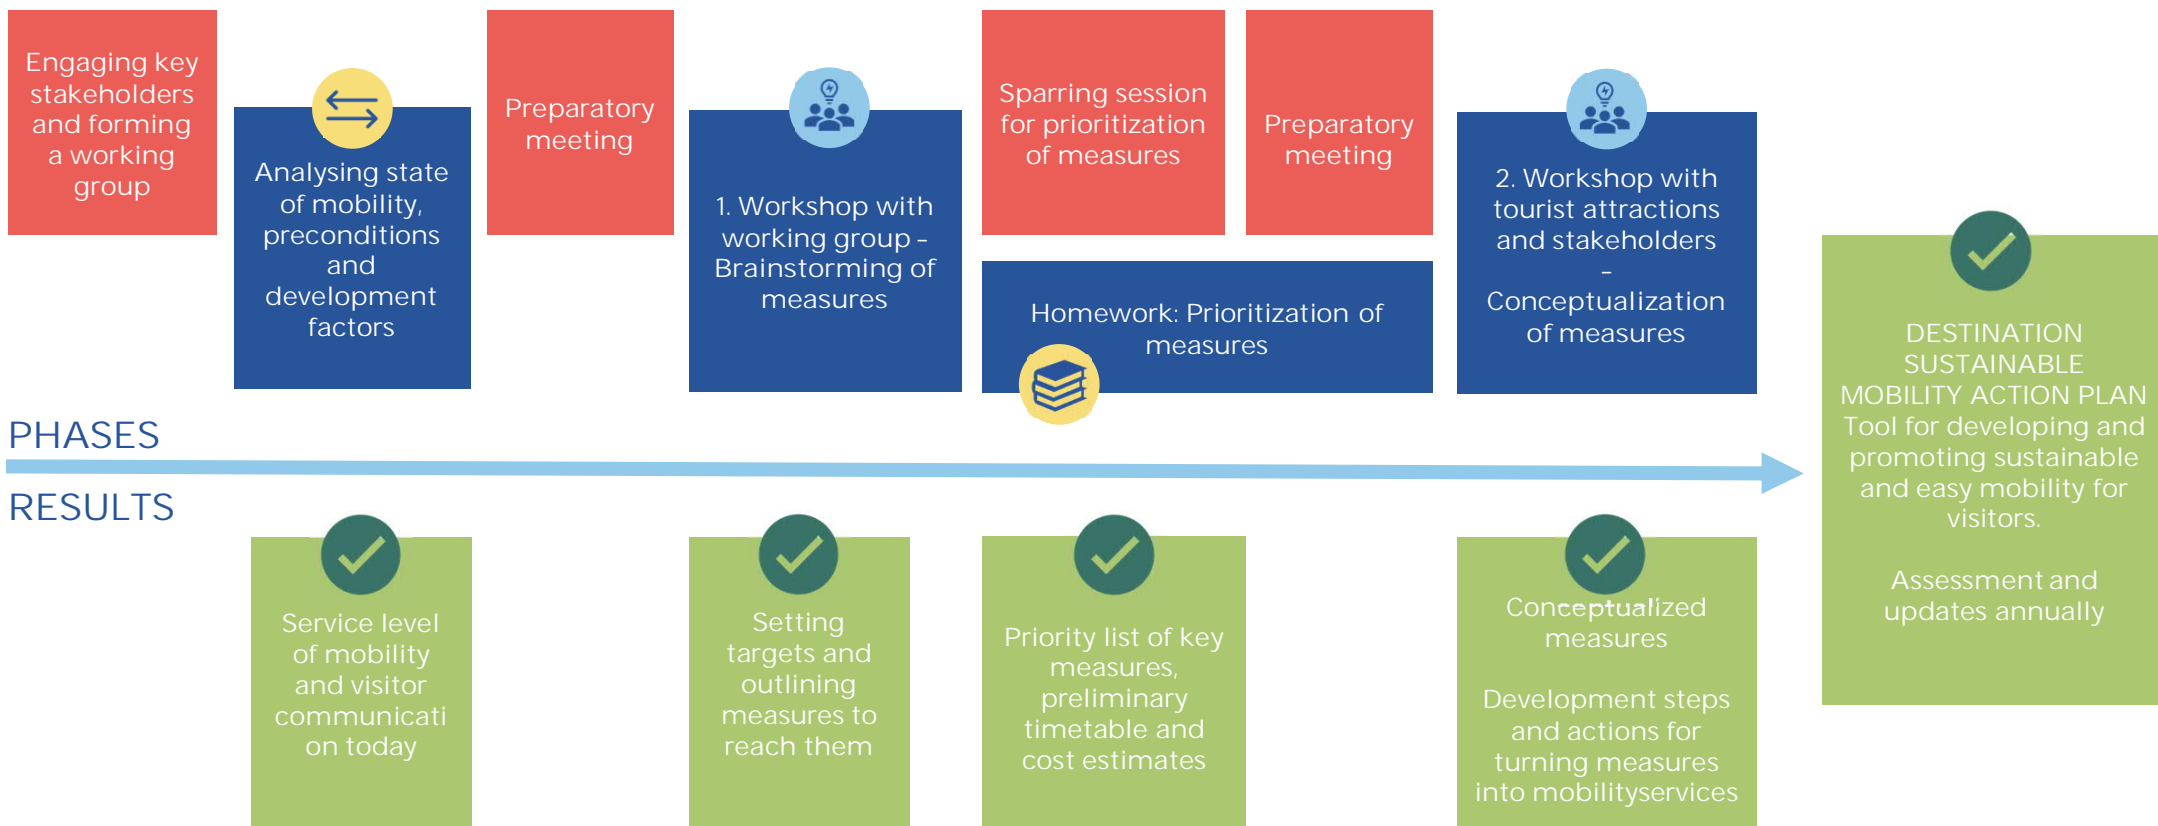 Engaging key
stakeholders
and forming
a working
group
Analysing state
of mobility,
preconditions
and
development
factors
Preparatory
meeting
1. Workshop with
working group –
Brainstorming of
measures
Sparring session
for prioritization
of measures
Preparatory
meeting
Homework: Prioritization of
measures
2. Workshop with
tourist attractions
and stakeholders
–
Conceptualization
of measures
PHASES
RESULTS
Service level
of mobility
and visitor
communicati
on today
Setting
targets and
outlining
measures to
reach them
Priority list of key
measures,
preliminary
timetable and
cost estimates
Conceptualized
measures
Development steps
and actions for
turning measures
into mobilityservices
DESTINATION
SUSTAINABLE
MOBILITY ACTION PLAN
Tool for developing and
promoting sustainable
and easy mobility for
visitors.
Assessment and
updates annually